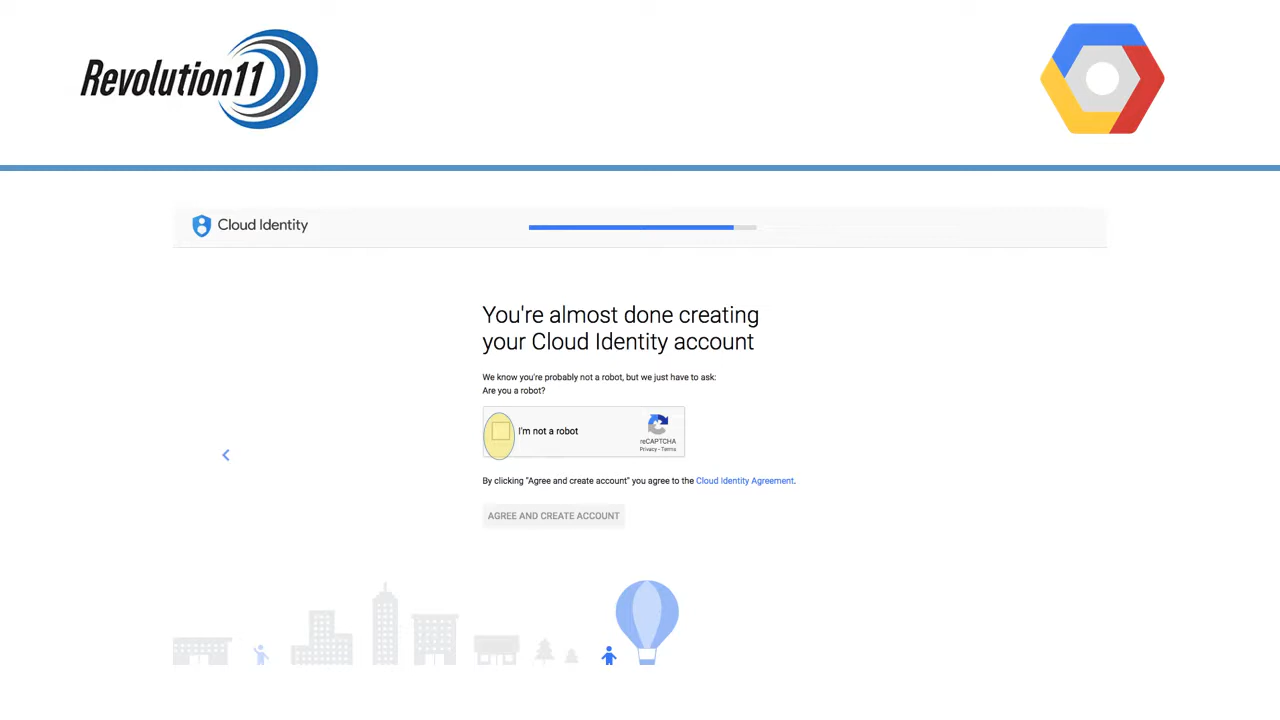 Revolution11
Cloud Identity
You're almost done creating
your Cloud Identity account
We know you're probably not a robot, but we just have to ask:
Are you a robot?
I'm not a robot
reCAPTCHA
Privacy - Terms
By clicking "Agree and create account" you agree to the Cloud Identity Agreement.
AGREE AND CREATE ACCOUNT